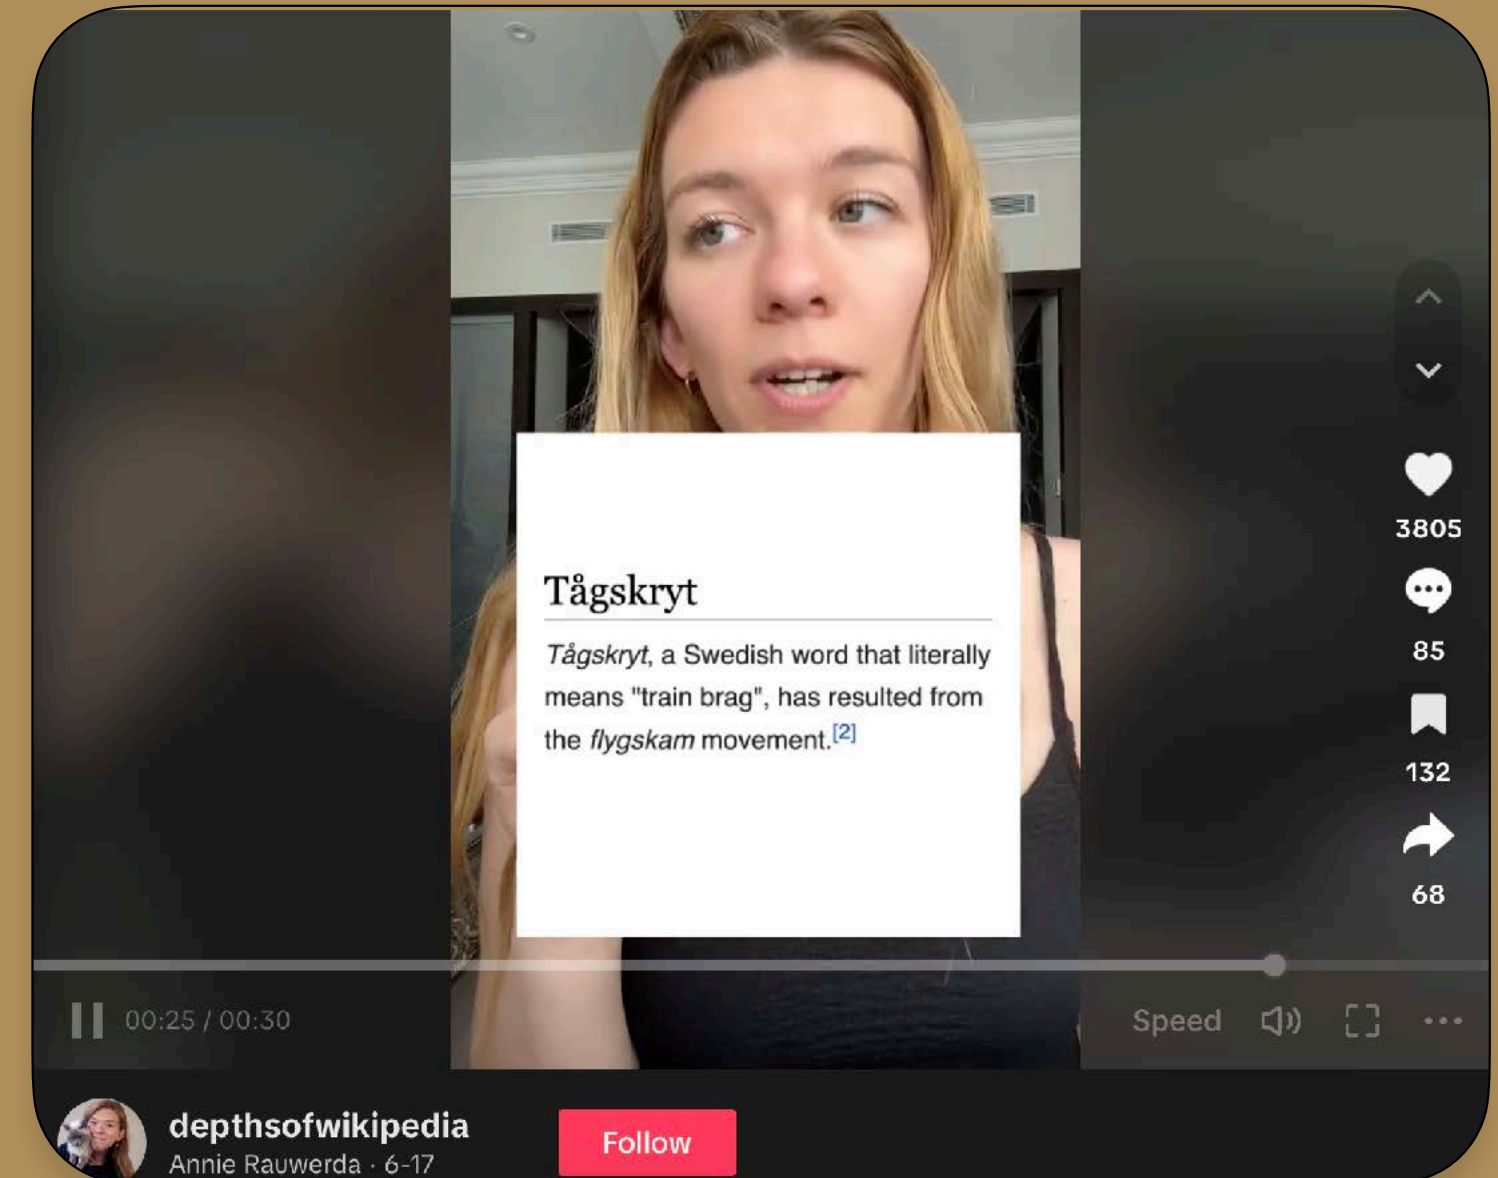 Tågskryt
Tågskryt, a Swedish word that literally
means "train brag", has resulted from
the flygskam movement.[2]
3805
85
132
68
00:25 / 00:30
Speed
depthsofwikipedia
Annie Rauwerda · 6-17
Follow